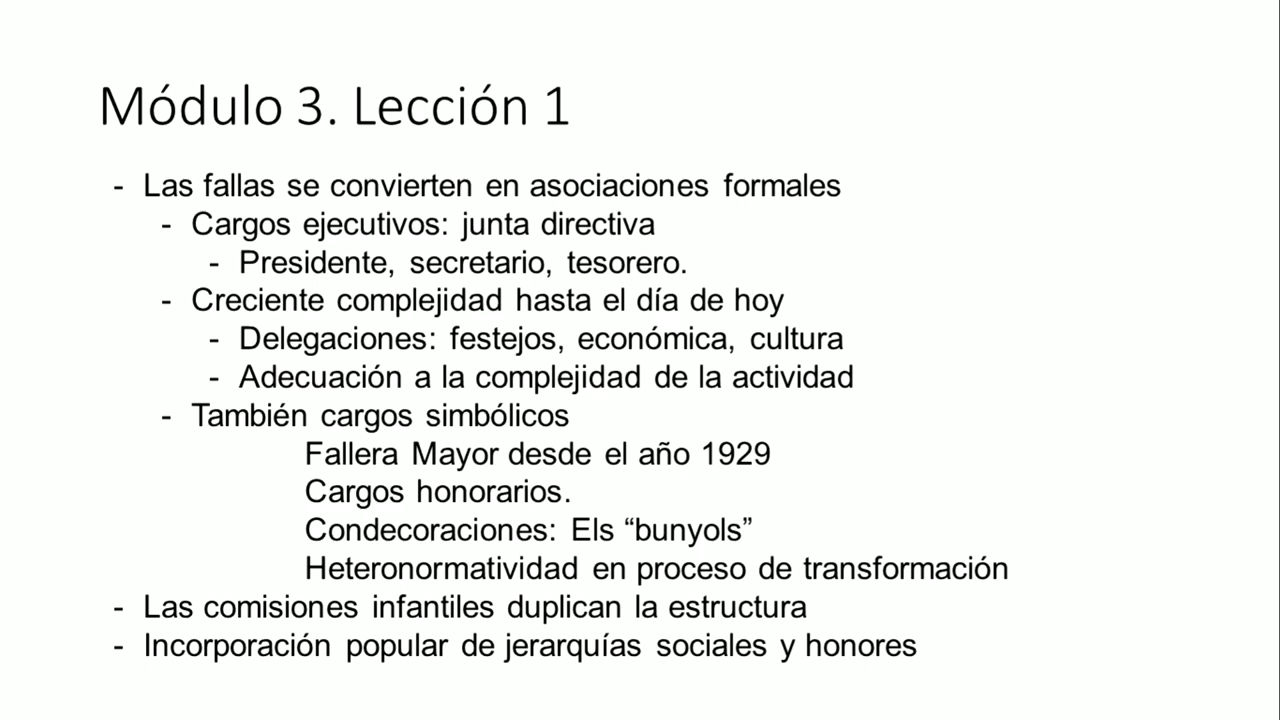 Módulo 3. Lección 1
- Las fallas se convierten en asociaciones formales
- Cargos ejecutivos: junta directiva
- Presidente, secretario, tesorero.
- Creciente complejidad hasta el día de hoy
- Delegaciones: festejos, económica, cultura
- Adecuación a la complejidad de la actividad
- También cargos simbólicos
Fallera Mayor desde el año 1929
Cargos honorarios.
Condecoraciones: Els “bunyols”
Heteronormatividad en proceso de transformación
- Las comisiones infantiles duplican la estructura
- Incorporación popular de jerarquías sociales y honores